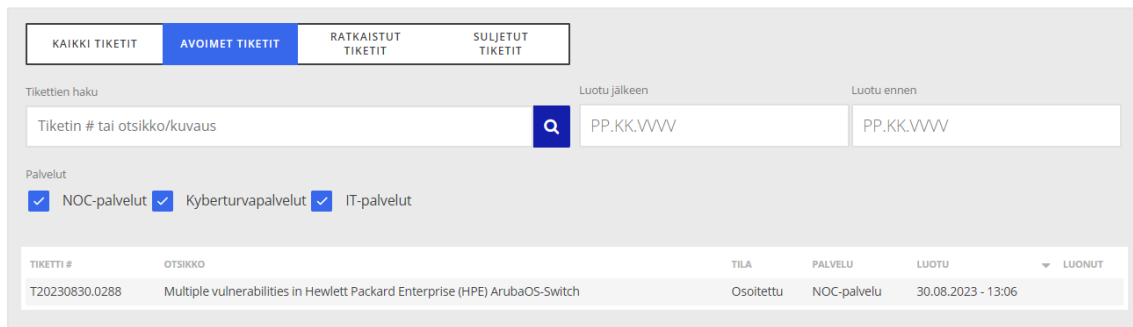 KAIKKI TIKETIT AVOIMET TIKETIT RATKAISTUT TIKETIT SULJETUT TIKETIT
Tikettien haku Luotu jälkeen Luotu ennen
Tiketin # tai otsikko/kuvaus PP.KK.VVVV PP.KK.VVVV
Palvelut
NOC-palvelut Kyberturvapalvelut IT-palvelut
TIKETTI # OTSIKKO TILA PALVELU LUOTU LUONUT
T20230830.0288 Multiple vulnerabilities in Hewlett Packard Enterprise (HPE) ArubaOS-Switch Osoitettu NOC-palvelu 30.08.2023 - 13:06